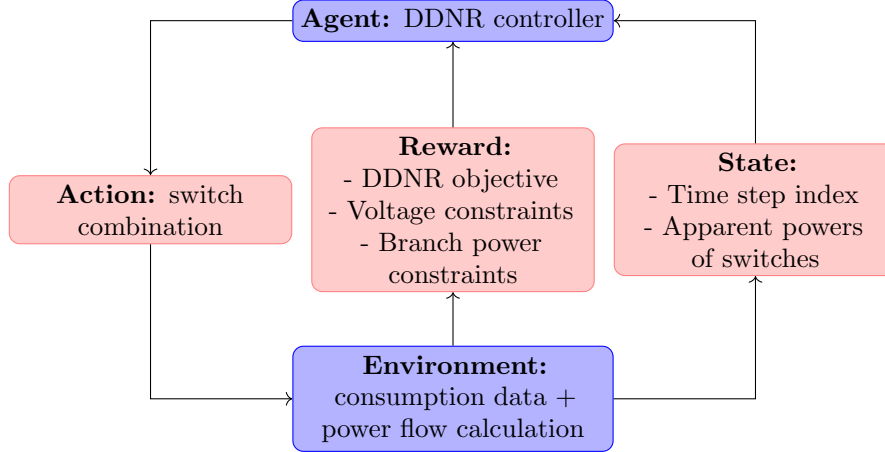 Agent: DDNR controller
Action: switch
combination
Reward:
- DDNR objective
- Voltage constraints
- Branch power
constraints
State:
- Time step index
- Apparent powers
of switches
Environment:
consumption data +
power flow calculation